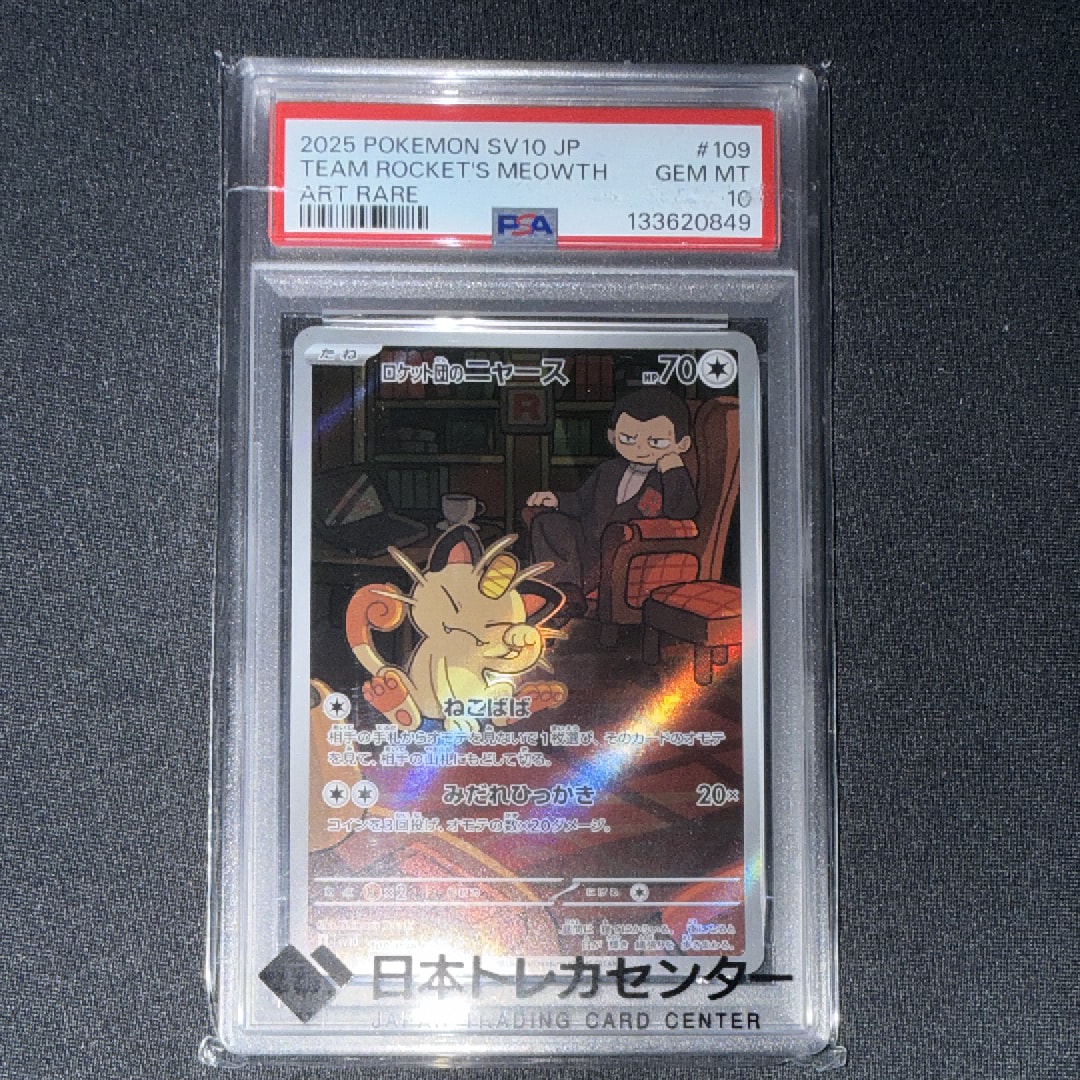 2025 POKEMON SV10 JP
#109
TEAM ROCKET'S MEOWTH
GEM MT
ART RARE
10
PSA
133620849
たね
ロケット団のニャース
HP70
R
ねこばば
相手の手札からオモテを見ないで1枚選び、そのカードのオモテ
を見て、相手の山札にもどして切る。
みだれひっかき
20×
コインを3回投げ、オモテの数×20ダメージ。
×2
にげる
日本トレカセンター
JAPAN TRADING CARD CENTER